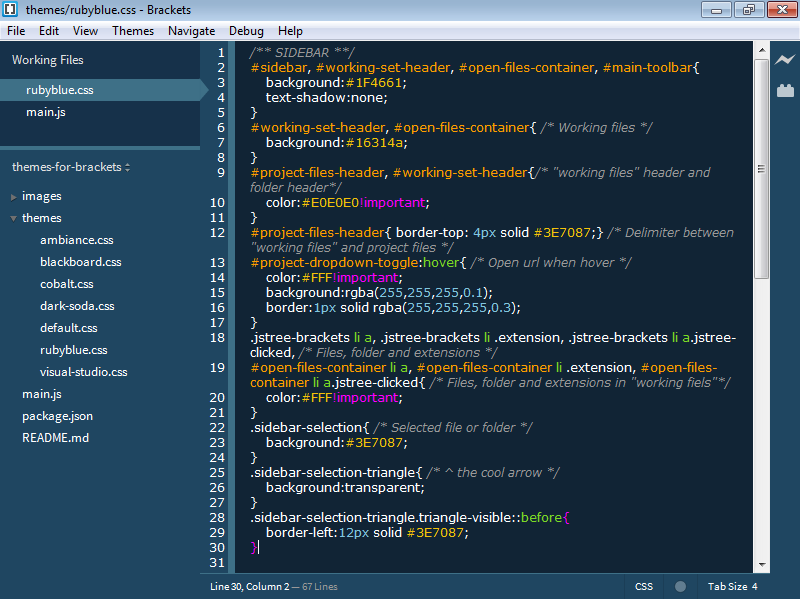 themes/rubyblue.css - Brackets
File Edit View Themes Navigate Debug Help
Working Files
rubyblue.css
main.js
themes-for-brackets
images
themes
ambiance.css
blackboard.css
cobalt.css
dark-soda.css
default.css
rubyblue.css
visual-studio.css
main.js
package.json
README.md
1 /** SIDEBAR **/
2 #sidebar, #working-set-header, #open-files-container, #main-toolbar{
3 background:#1F4661;
4 text-shadow:none;
5 }
6 #working-set-header, #open-files-container{ /* Working files */
7 background:#16314a;
8 }
9 #project-files-header, #working-set-header{/* "working files" header and
folder header*/
10 color:#E0E0E0!important;
11 }
12 #project-files-header{ border-top: 4px solid #3E7087;} /* Delimiter between
"working files" and project files */
13 #project-dropdown-toggle:hover{ /* Open url when hover */
14 color:#FFF!important;
15 background:rgba(255,255,255,0.1);
16 border:1px solid rgba(255,255,255,0.3);
17 }
18 .jstree-brackets li a, .jstree-brackets li .extension, .jstree-brackets li a.jstree-
clicked, /* Files, folder and extensions */
19 #open-files-container li a, #open-files-container li .extension, #open-files-
container li a.jstree-clicked{ /* Files, folder and extensions in "working fiels"*/
20 color:#FFF!important;
21 }
22 .sidebar-selection{ /* Selected file or folder */
23 background:#3E7087;
24 }
25 .sidebar-selection-triangle{ /* ^ the cool arrow */
26 background:transparent;
27 }
28 .sidebar-selection-triangle.triangle-visible::before{
29 border-left:12px solid #3E7087;
30 }
31
Line 30, Column 2 — 67 Lines
CSS
Tab Size 4